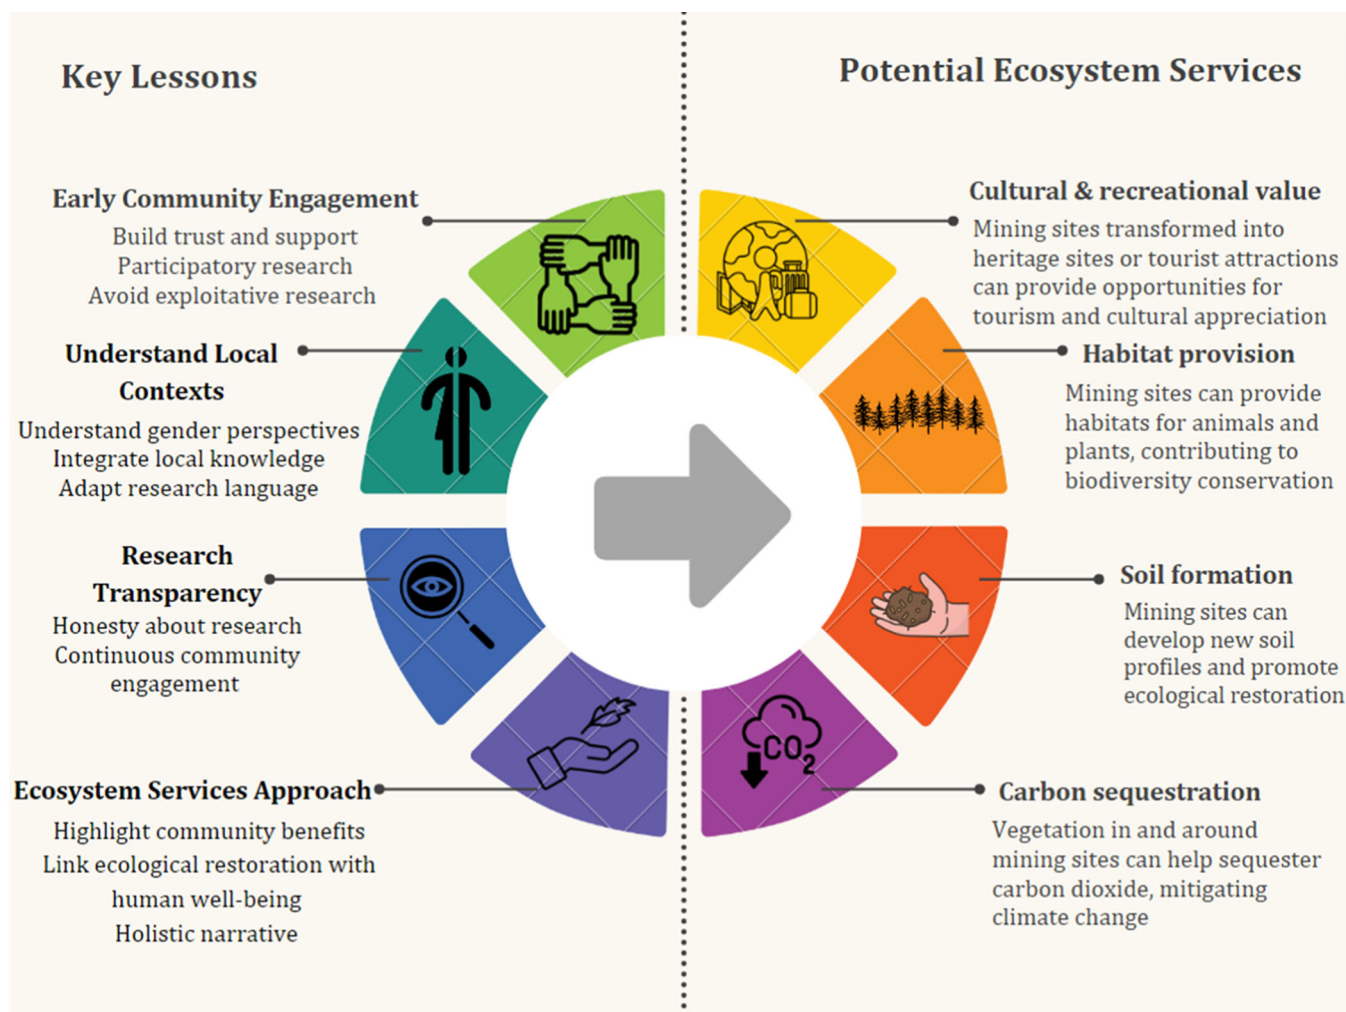 Key Lessons
Early Community Engagement
Build trust and support
Participatory research
Avoid exploitative research
Understand Local
Contexts
Understand gender perspectives
Integrate local knowledge
Adapt research language
Research
Transparency
Honesty about research
Continuous community
engagement
Ecosystem Services Approach
Highlight community benefits
Link ecological restoration with
human well-being
Holistic narrative
Potential Ecosystem Services
Cultural & recreational value
Mining sites transformed into
heritage sites or tourist attractions
can provide opportunities for
tourism and cultural appreciation
Habitat provision
Mining sites can provide
habitats for animals and
plants, contributing to
biodiversity conservation
Soil formation
Mining sites can
develop new soil
profiles and promote
ecological restoration
CO2
Carbon sequestration
Vegetation in and around
mining sites can help sequester
carbon dioxide, mitigating
climate change